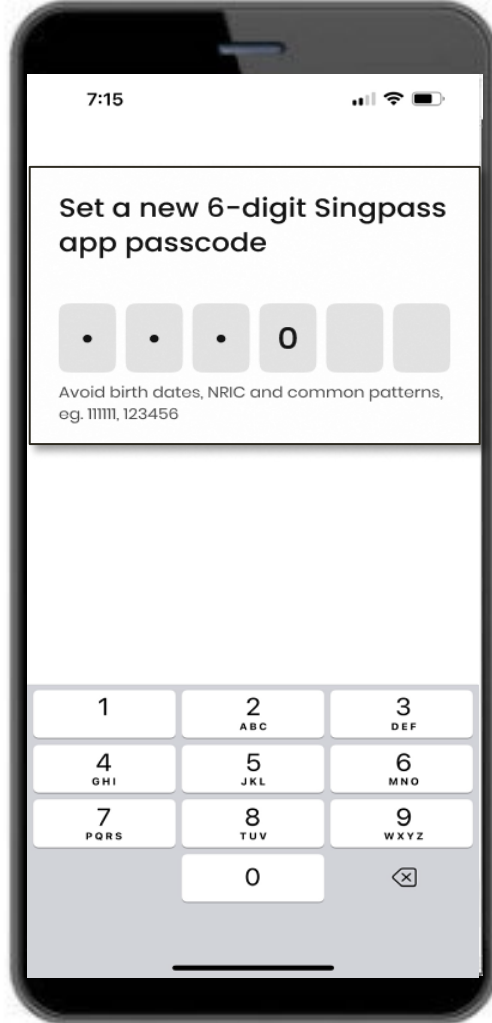 7:15
Set a new 6-digit Singpass
app passcode
• • • 0
Avoid birth dates, NRIC and common patterns,
eg. 111111, 123456
1 2 3
ABC DEF
4 5 6
GHI JKL MNO
7 8 9
PQRS TUV WXYZ
0